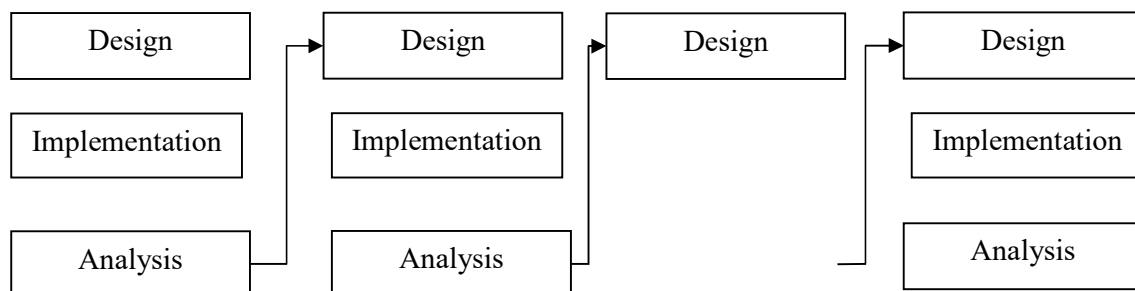 Design
Design
Design
Design
Implementation
Implementation
Implementation
Analysis
Analysis
Analysis